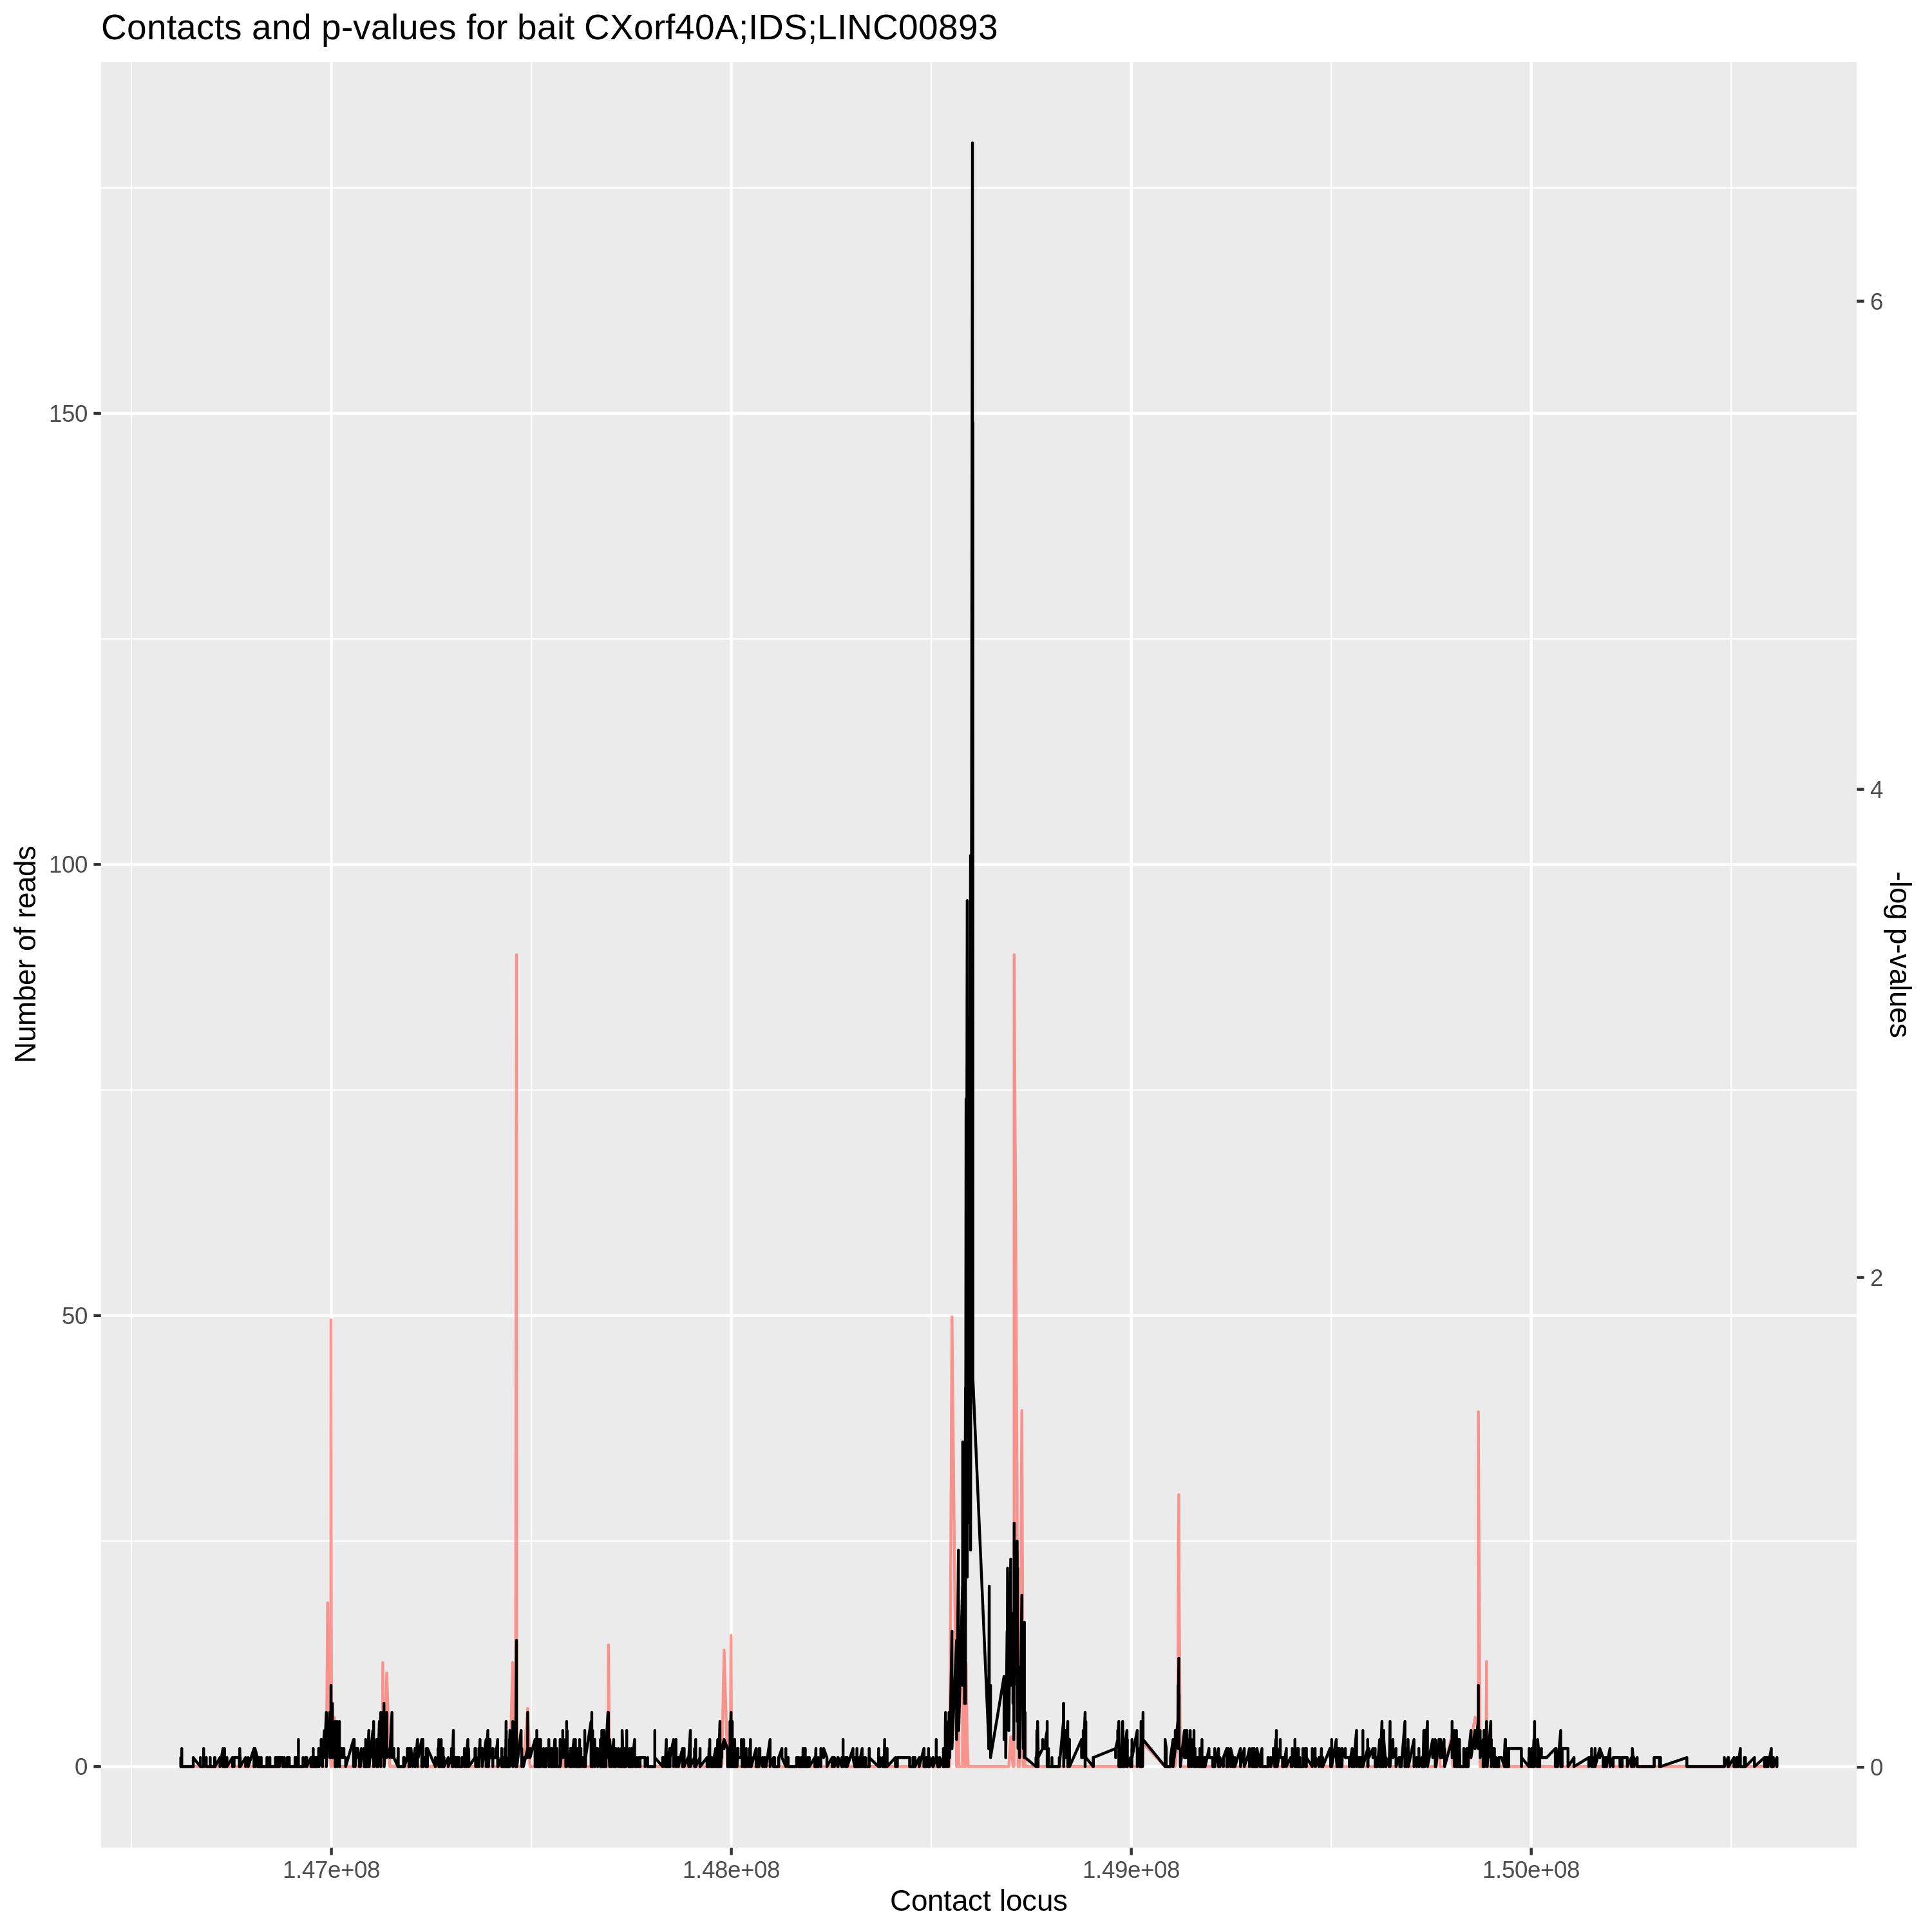 Contacts and p-values for bait CXorf40A;IDS;LINC00893
Number of reads
150
100
50
0
6
4
2
0
-log p-values
1.47e+08 1.48e+08 1.49e+08 1.50e+08
Contact locus